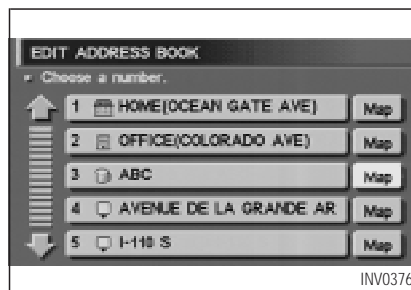 EDIT ADDRESS BOOK
Choose a number.
1 HOME[OCEAN GATE AVE] Map
2 OFFICE(COLORADO AVE) Map
3 ABC Map
4 AVENUE DE LA GRANDE AR Map
5 I-110 S Map
INV0376